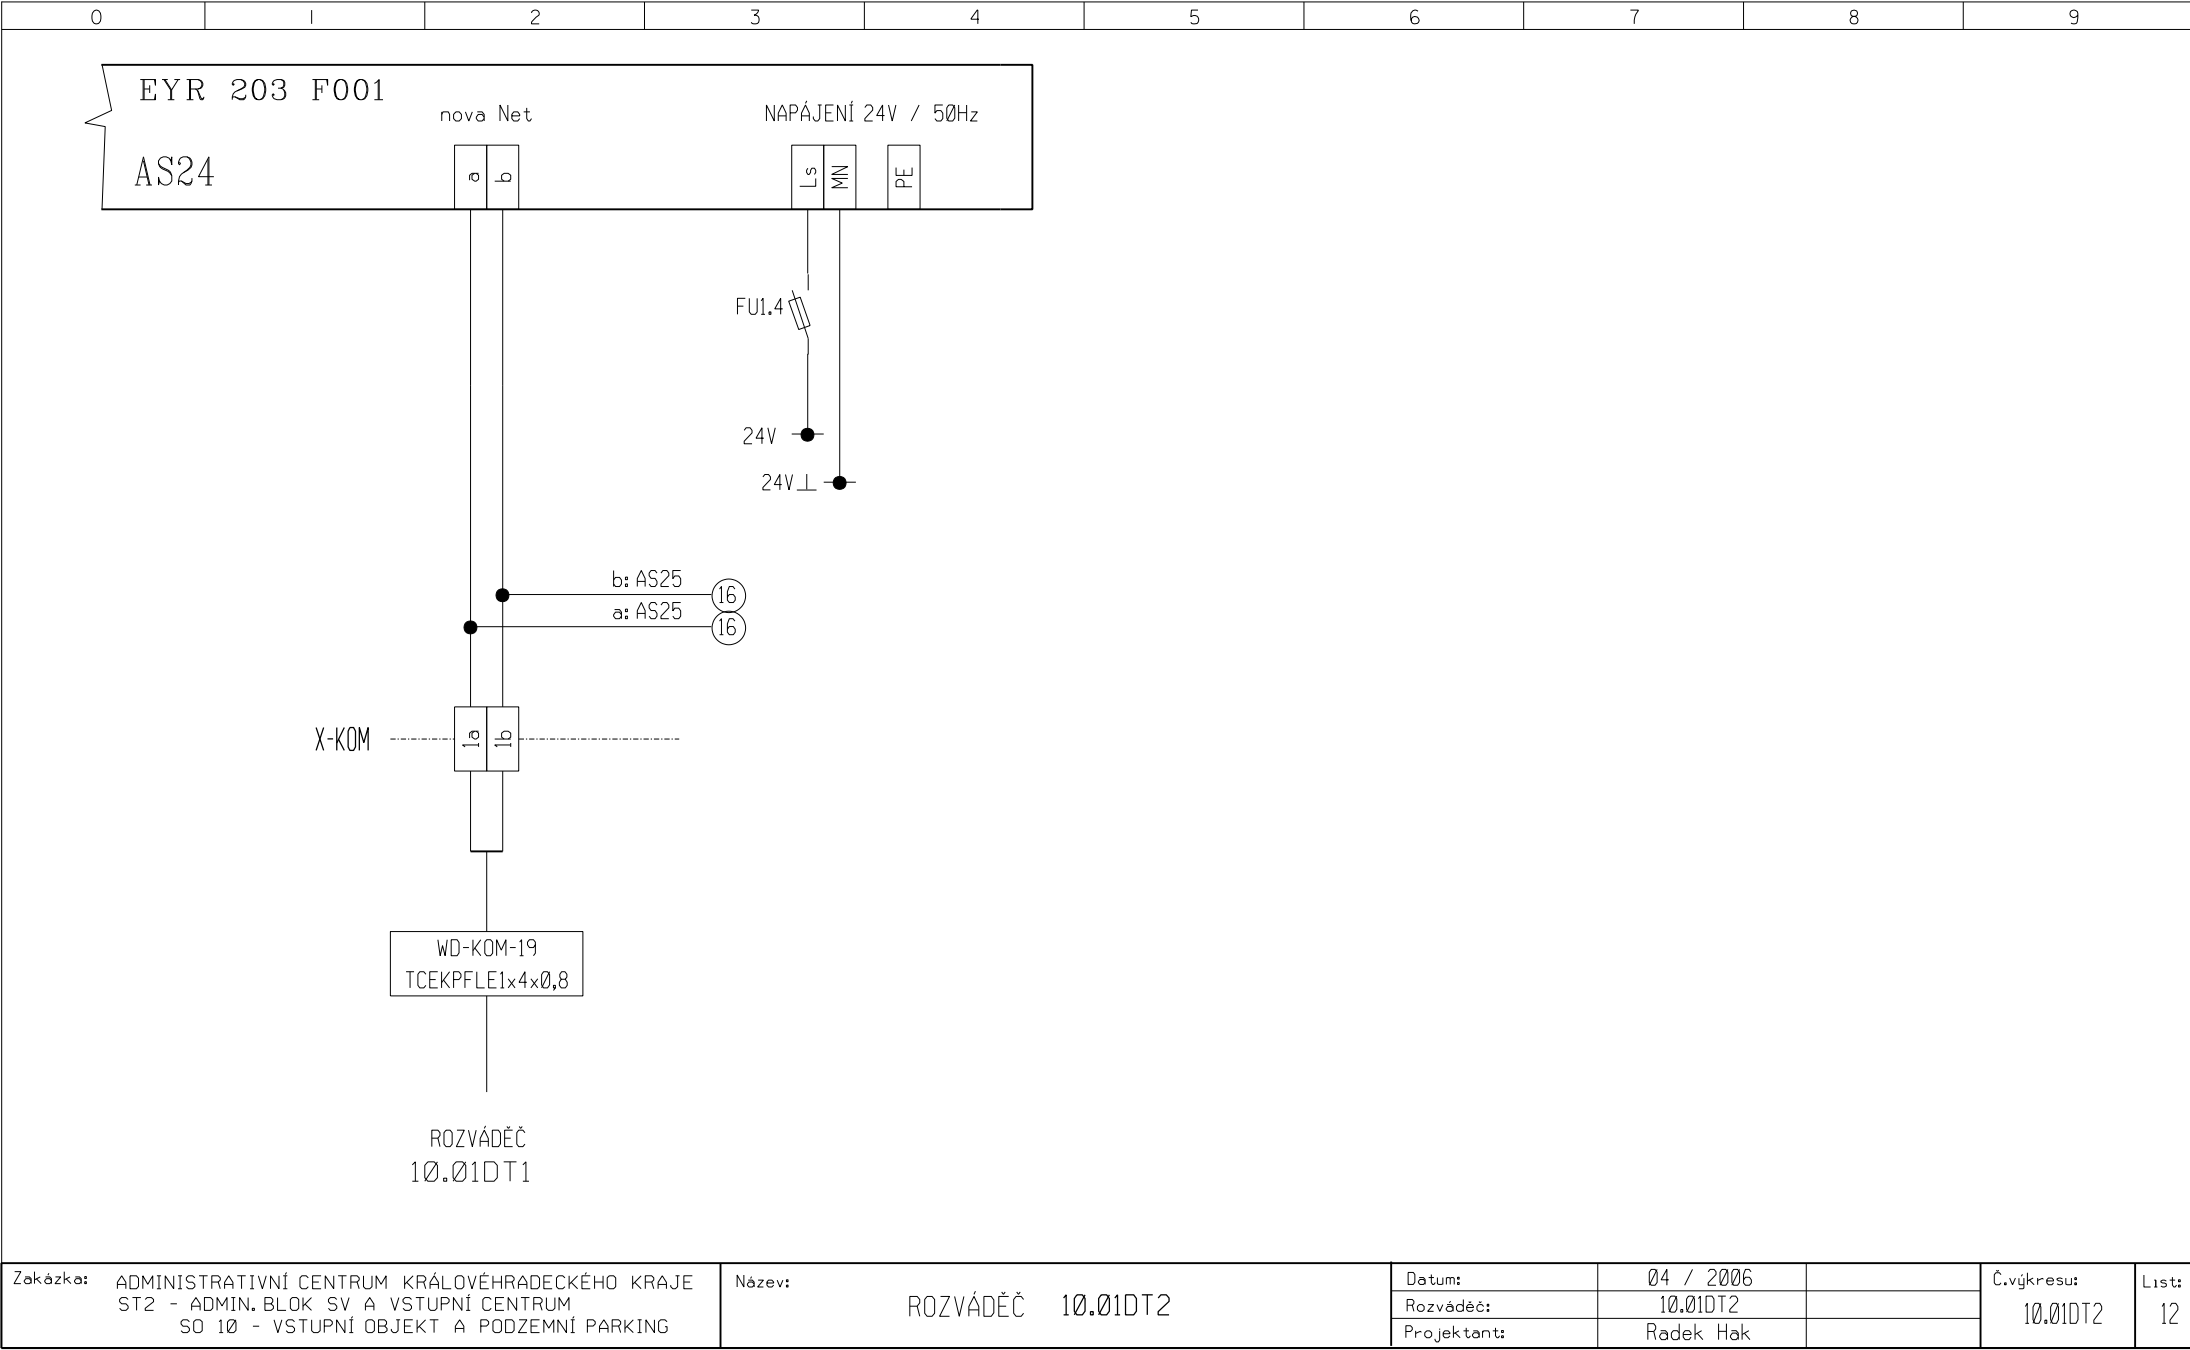 0 1 2 3 4 5 6 7 8 9
EYR 203 F001
nova Net
NAPÁJENÍ 24V / 50Hz
AS24
a b
Ls MN PE
FU1.4
24V
24V
b: AS25
16
a: AS25
16
X-KOM
1a 1b
WD-KOM-19
TCEKPFLE1x4x0,8
ROZVÁDĚČ
10.01DT1
Zakázka:
ADMINISTRATIVNÍ CENTRUM KRÁLOVÉHRADECKÉHO KRAJE
ST2 - ADMIN. BLOK SV A VSTUPNÍ CENTRUM
SO 10 - VSTUPNÍ OBJEKT A PODZEMNÍ PARKING
Název:
ROZVÁDĚČ 10.01DT2
Datum: 04 / 2006
Rozváděč: 10.01DT2
Projektant: Radek Hak
Č.výkresu:
10.01DT2
List:
12